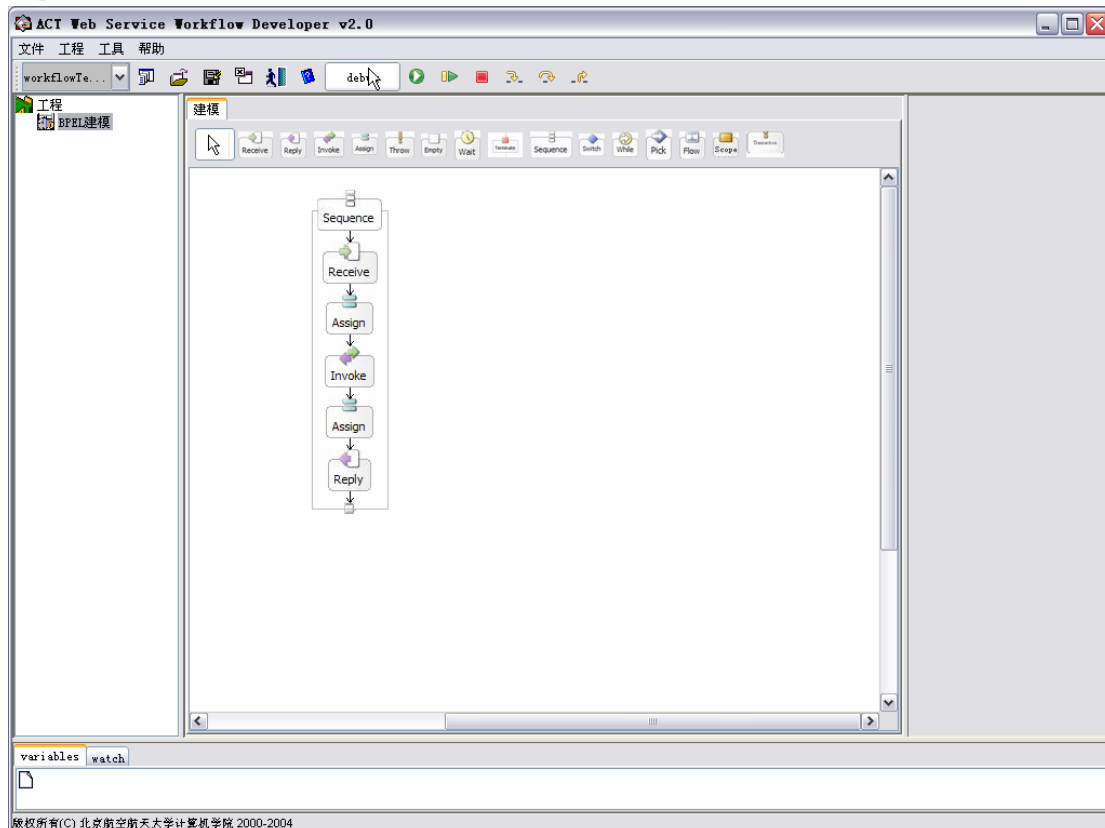 ACT Web Service Workflow Developer v2.0
文件 工程 工具 帮助
workflowTe...
工程
BPEL建模
建模
Receive Reply Invoke Assign Throw Empty Wait Terminate Sequence Switch While Pick Flow Scope
Sequence
Receive
Assign
Invoke
Assign
Reply
variables watch
版权所有(C) 北京航空航天大学计算机学院 2000-2004